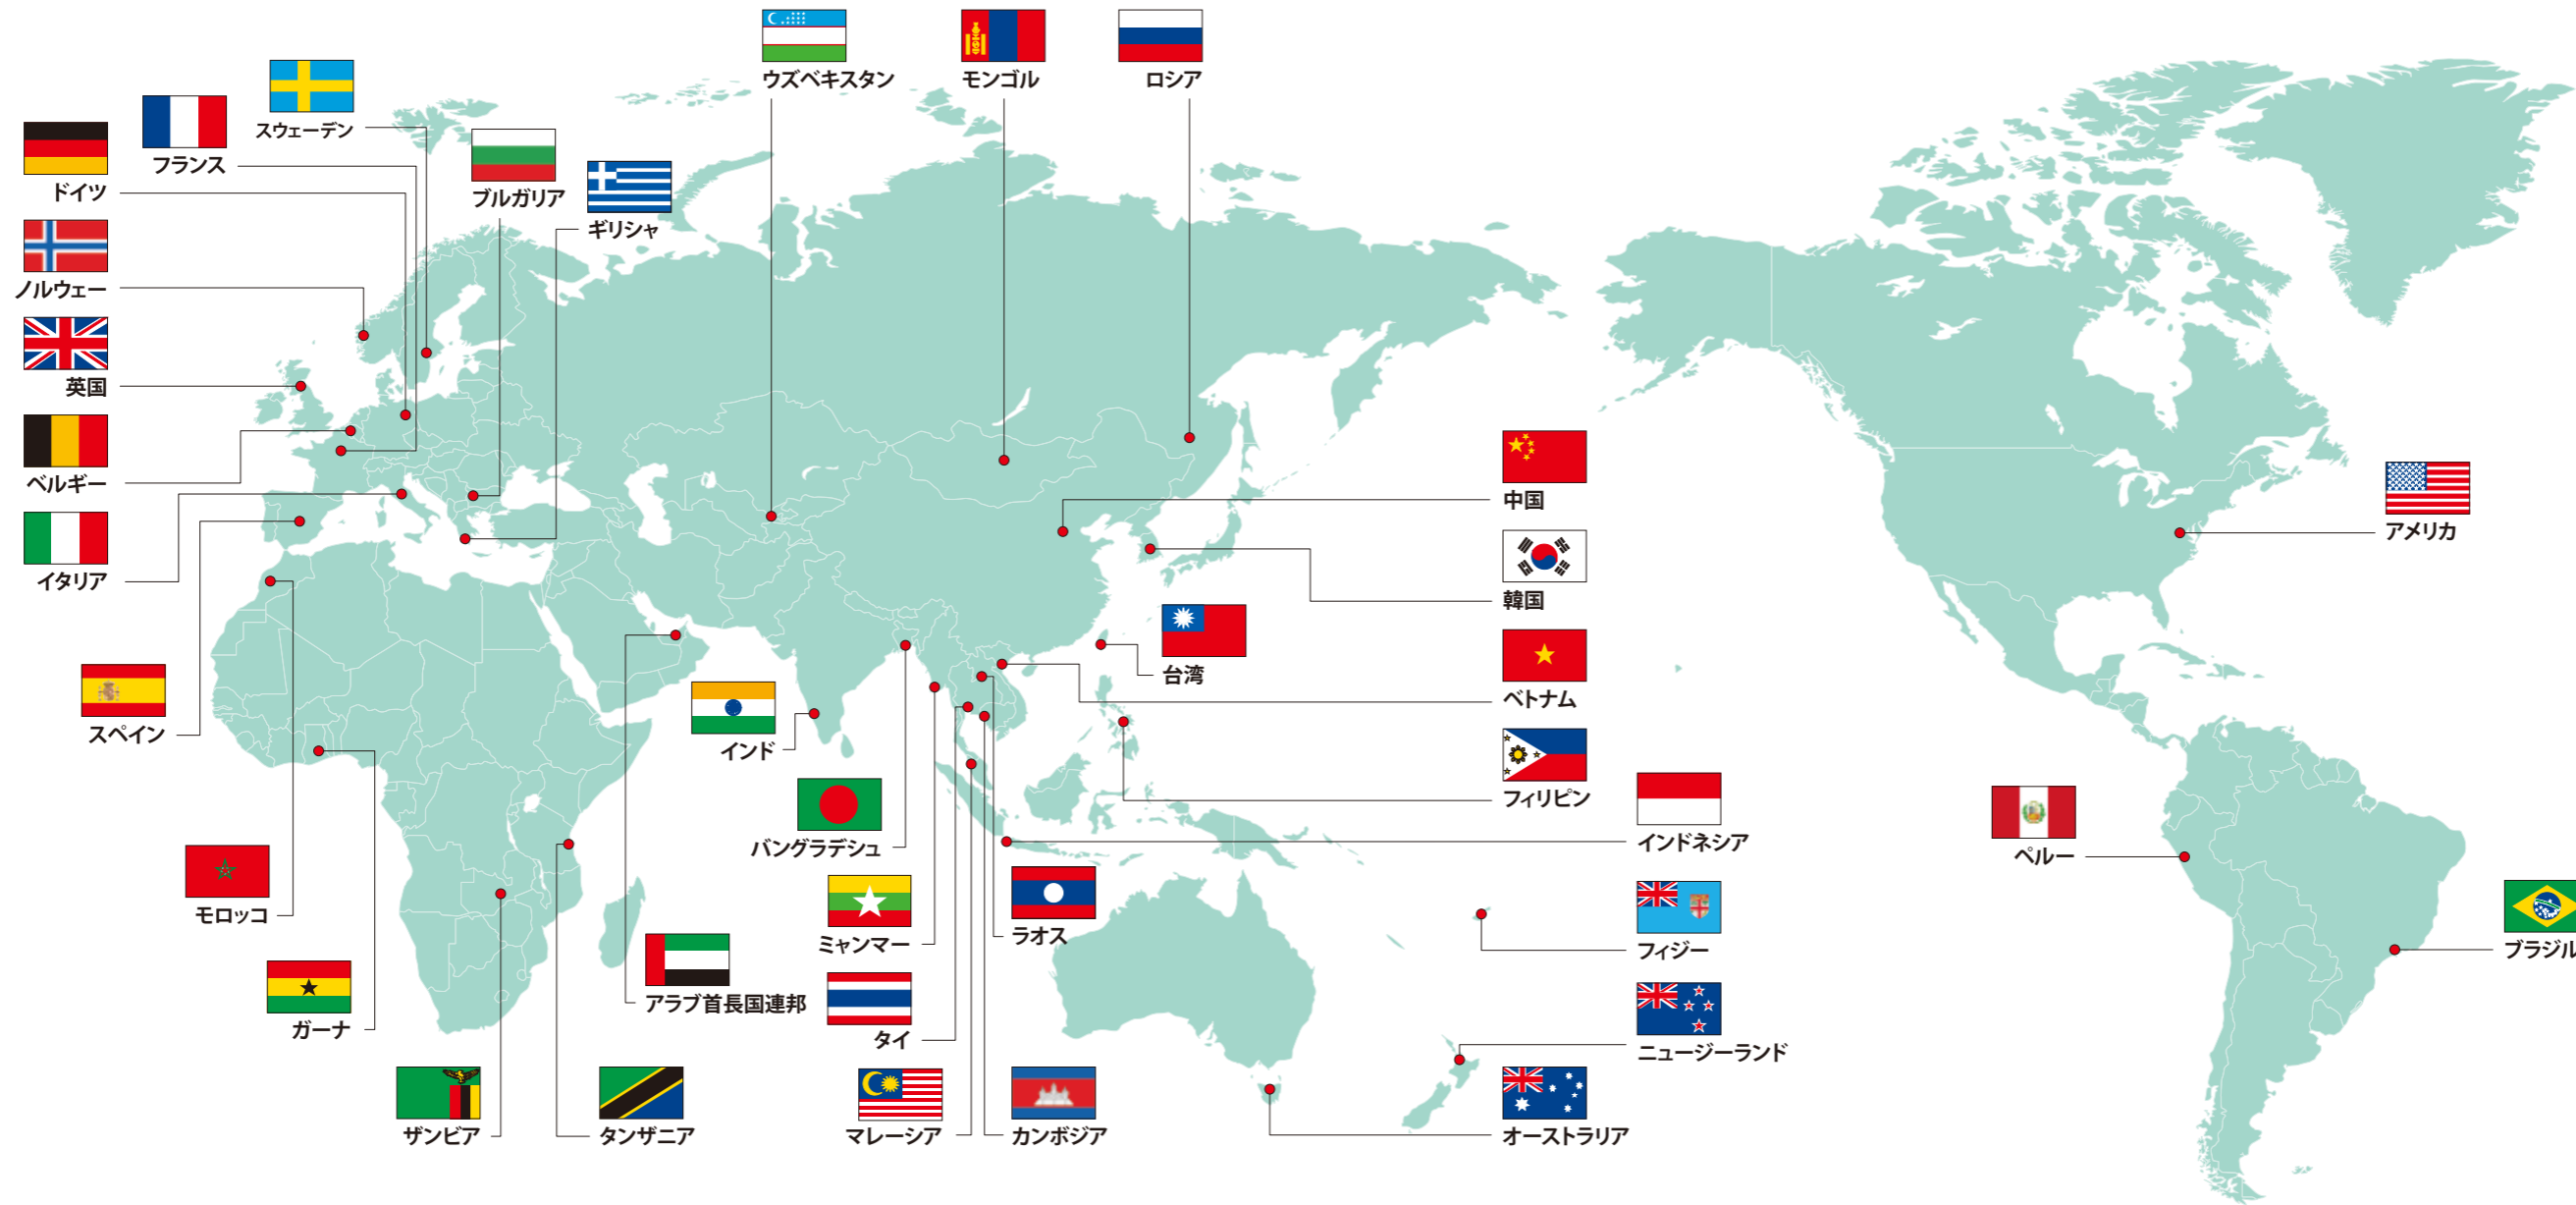 ウズベキスタン
モンゴル
ロシア
スウェーデン
フランス
ドイツ
ブルガリア
ギリシャ
ノルウェー
英国
ベルギー
イタリア
スペイン
モロッコ
ガーナ
ザンビア
タンザニア
アラブ首長国連邦
インド
バングラデシュ
ミャンマー
タイ
マレーシア
カンボジア
ラオス
台湾
中国
韓国
ベトナム
フィリピン
インドネシア
フィジー
ニュージーランド
オーストラリア
アメリカ
ペルー
ブラジル